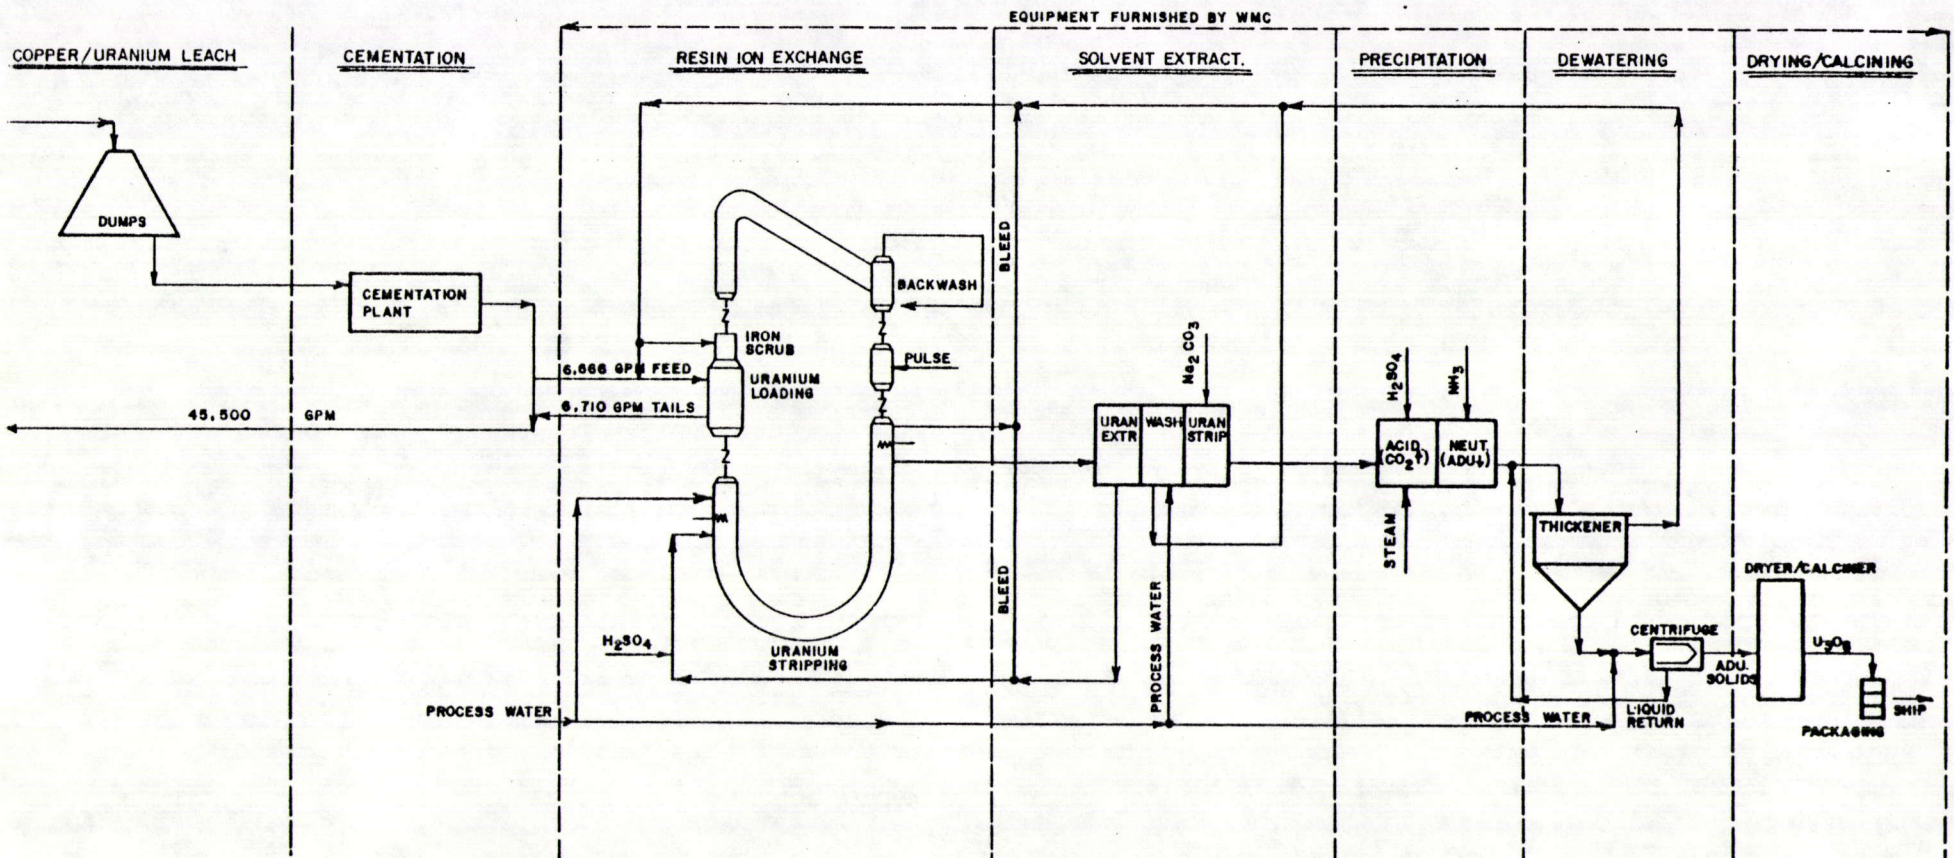 EQUIPMENT FURNISHED BY WMC
COPPER/URANIUM LEACH
CEMENTATION
RESIN ION EXCHANGE
SOLVENT EXTRACT.
PRECIPITATION
DEWATERING
DRYING/CALCINING
DUMPS
CEMENTATION
PLANT
BACKWASH
IRON
SCRUB
PULSE
6,666 GPM FEED
URANIUM
LOADING
6,710 GPM TAILS
45,500 GPM
BLEED
Na2CO3
H2SO4
NH3
URAN
EXTR
WASH
URAN
STRIP
ACID
(CO2↑)
NEUT
(ADU↓)
STEAM
THICKENER
BLEED
PROCESS WATER
H2SO4
URANIUM
STRIPPING
PROCESS WATER
PROCESS WATER
CENTRIFUGE
LIQUID
RETURN
ADU.
SOLIDS
DRYER/CALCINER
U3O8
SHIP
PACKAGING